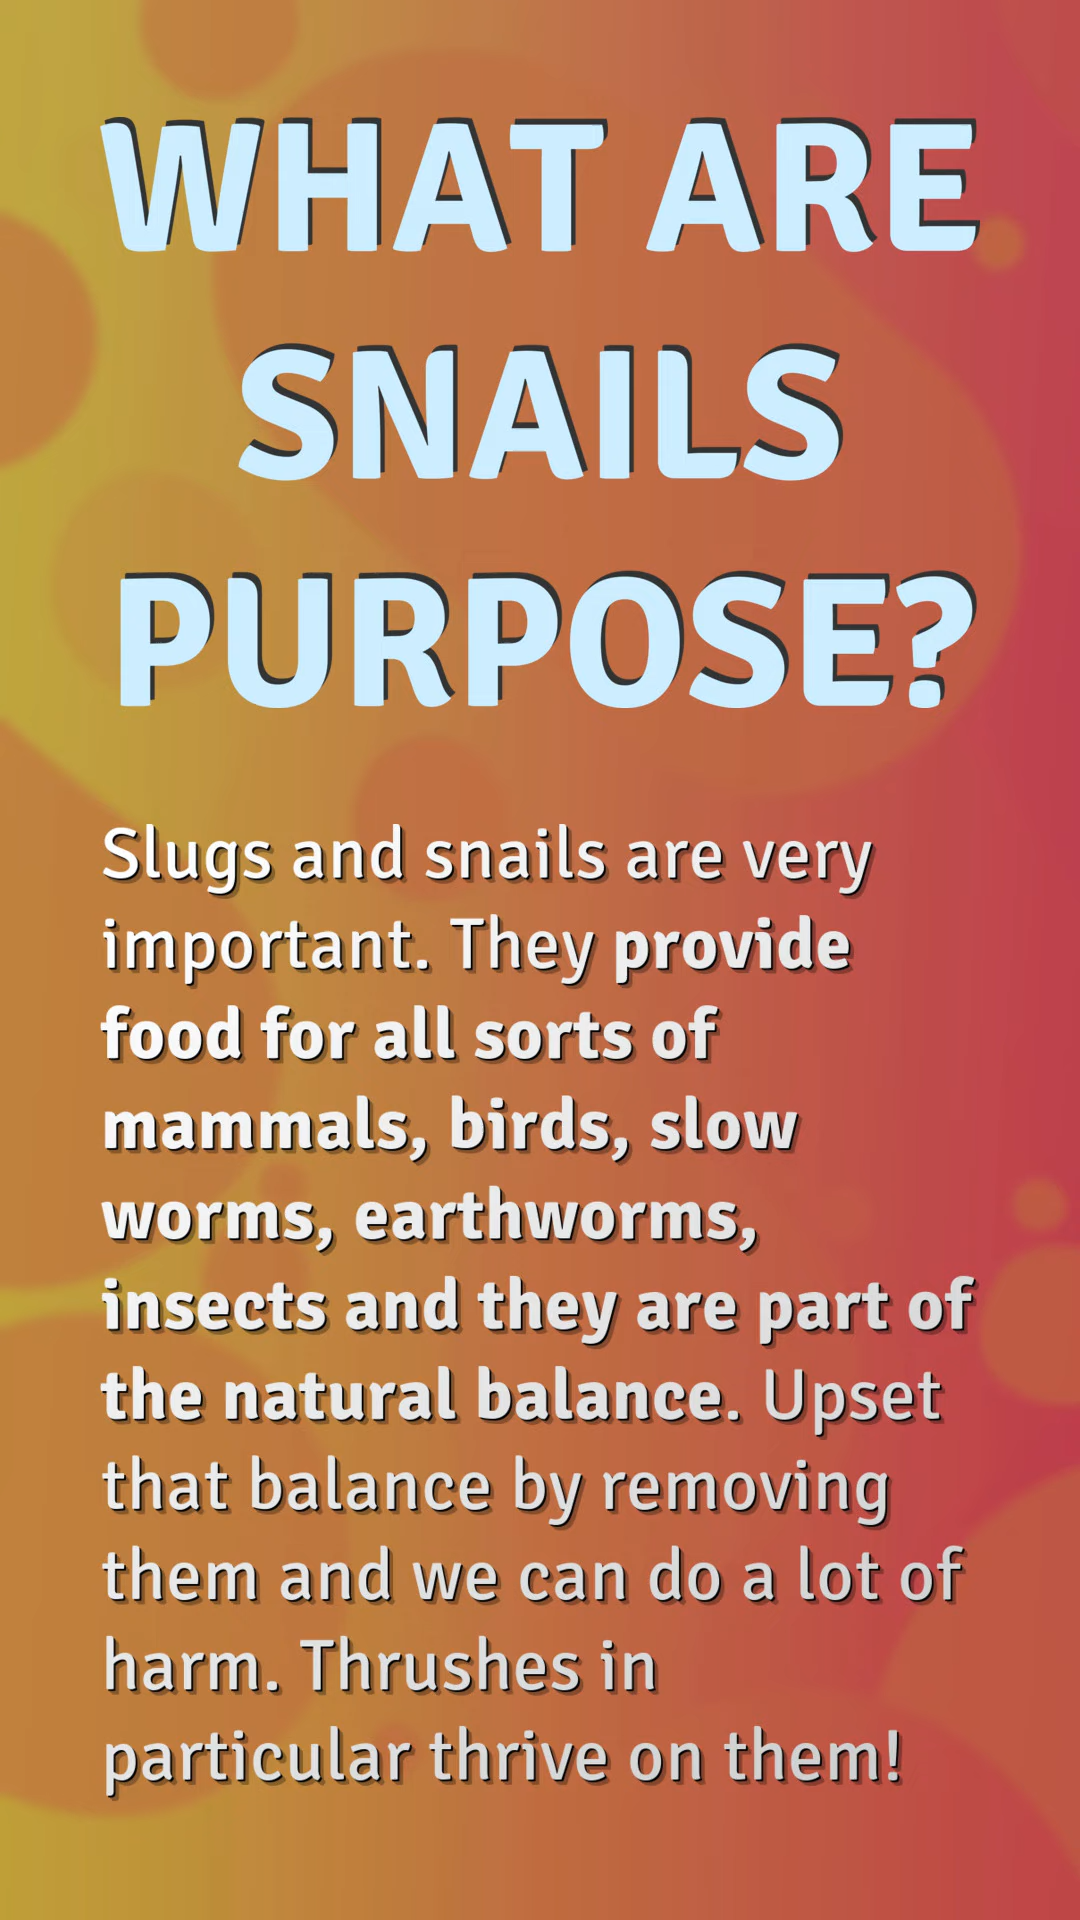 WHAT ARE
SNAILS
PURPOSE?
Slugs and snails are very
important. They provide
food for all sorts of
mammals, birds, slow
worms, earthworms,
insects and they are part of
the natural balance. Upset
that balance by removing
them and we can do a lot of
harm. Thrushes in
particular thrive on them!